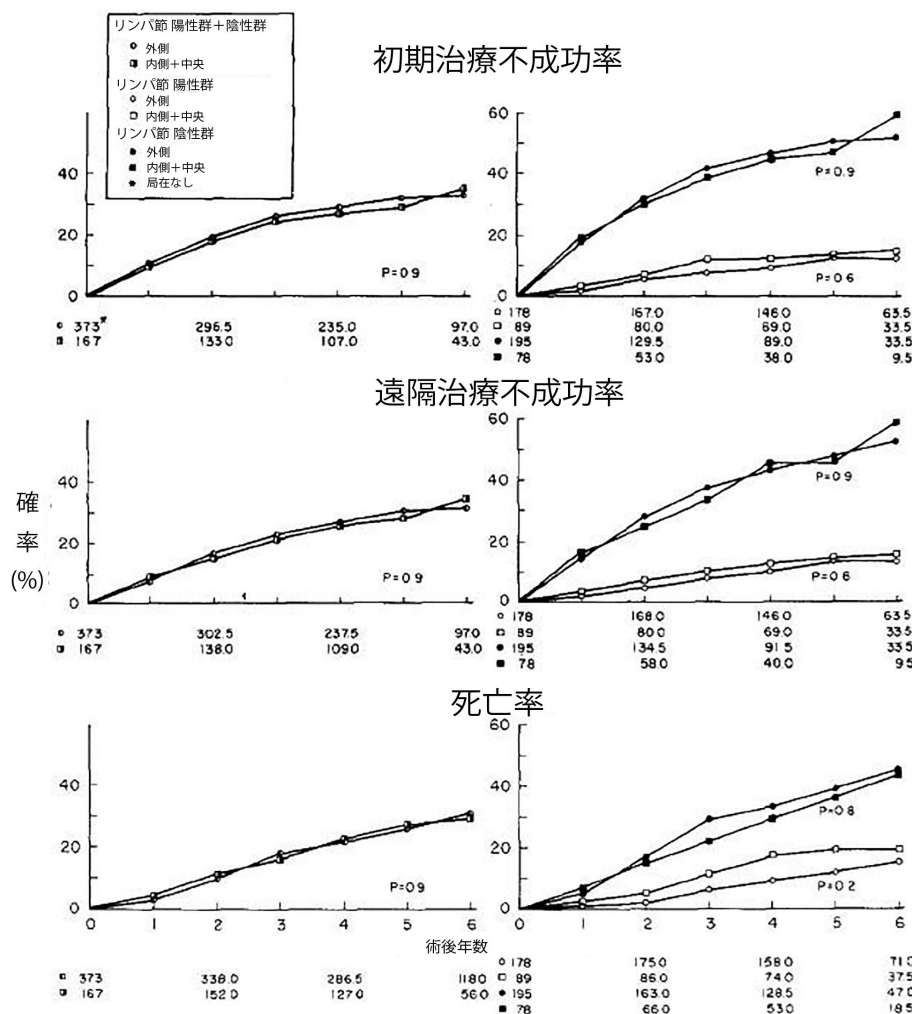 リンパ節 陽性群＋陰性群
外側
内側＋中央
リンパ節 陽性群
外側
内側＋中央
リンパ節 陰性群
外側
内側＋中央
局在なし
初期治療不成功率
40
20
0
P=0.9
373* 296.5 235.0 97.0
167 133.0 107.0 43.0
60
40
20
0
P=0.9
P=0.6
178 167.0 146.0 63.5
89 80.0 69.0 33.5
195 129.5 89.0 33.5
78 53.0 38.0 9.5
遠隔治療不成功率
確率(%)
40
20
0
P=0.9
373 302.5 237.5 97.0
167 138.0 109.0 43.0
60
40
20
0
P=0.9
P=0.6
178 168.0 146.0 63.5
89 80.0 69.0 33.5
195 134.5 91.5 33.5
78 58.0 40.0 9.5
死亡率
40
20
0
P=0.9
0 1 2 3 4 5 6
60
40
20
0
P=0.8
P=0.2
0 1 2 3 4 5 6
術後年数
373 338.0 286.5 118.0
167 152.0 127.0 56.0
178 175.0 158.0 71.0
89 86.0 74.0 37.5
195 163.0 128.5 47.0
78 66.0 53.0 18.5